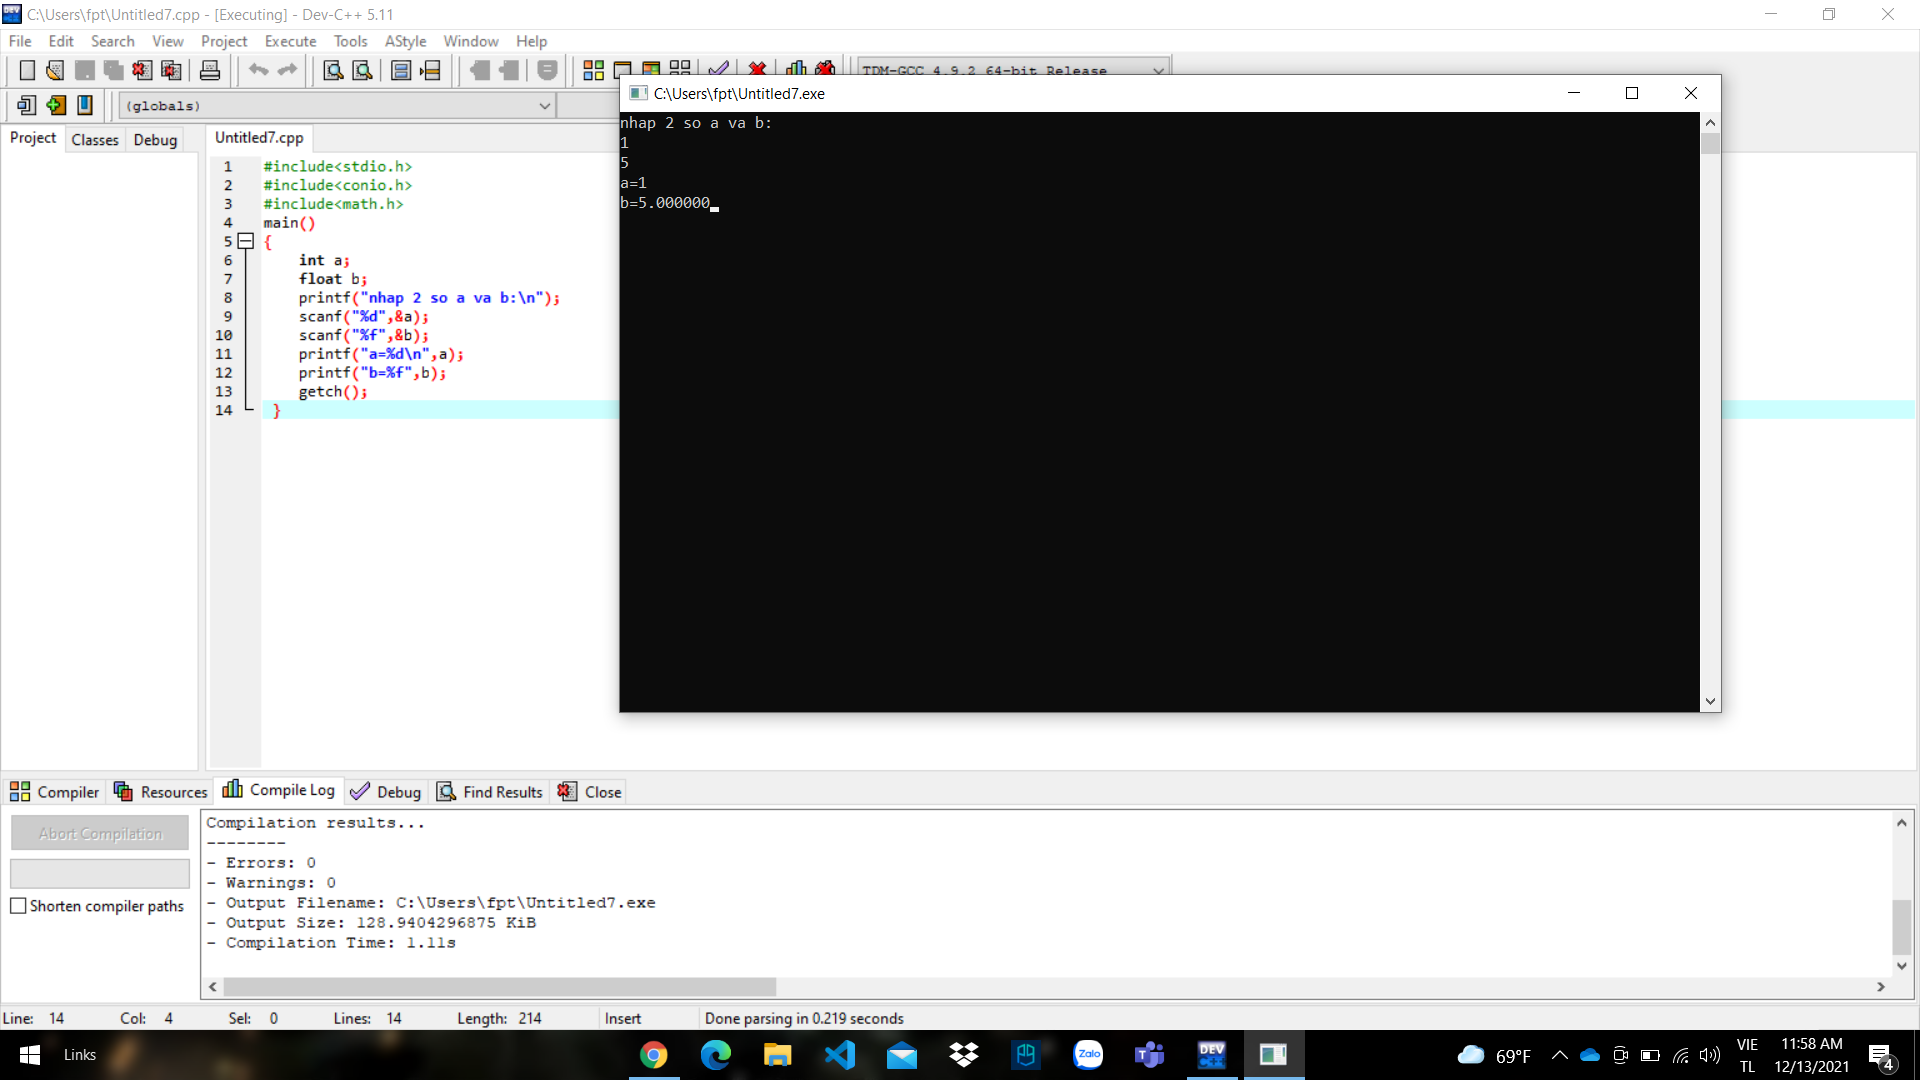 C:\Users\fpt\Untitled7.cpp - [Executing] - Dev-C++ 5.11
File Edit Search View Project Execute Tools AStyle Window Help
TDM-GCC 4.9.2 64-bit Release
(globals)
Project Classes Debug
Untitled7.cpp
1 #include<stdio.h>
2 #include<conio.h>
3 #include<math.h>
4 main()
5 {
6 int a;
7 float b;
8 printf("nhap 2 so a va b:\n");
9 scanf("%d",&a);
10 scanf("%f",&b);
11 printf("a=%d\n",a);
12 printf("b=%f",b);
13 getch();
14 }
C:\Users\fpt\Untitled7.exe
nhap 2 so a va b:
1
5
a=1
b=5.000000
Compiler Resources Compile Log Debug Find Results Close
Abort Compilation
Shorten compiler paths
Compilation results...
--------
- Errors: 0
- Warnings: 0
- Output Filename: C:\Users\fpt\Untitled7.exe
- Output Size: 128.9404296875 KiB
- Compilation Time: 1.11s
Line: 14 Col: 4 Sel: 0 Lines: 14 Length: 214 Insert Done parsing in 0.219 seconds
Links
Zalo
DEV C++
69°F
VIE
TL
11:58 AM
12/13/2021
4